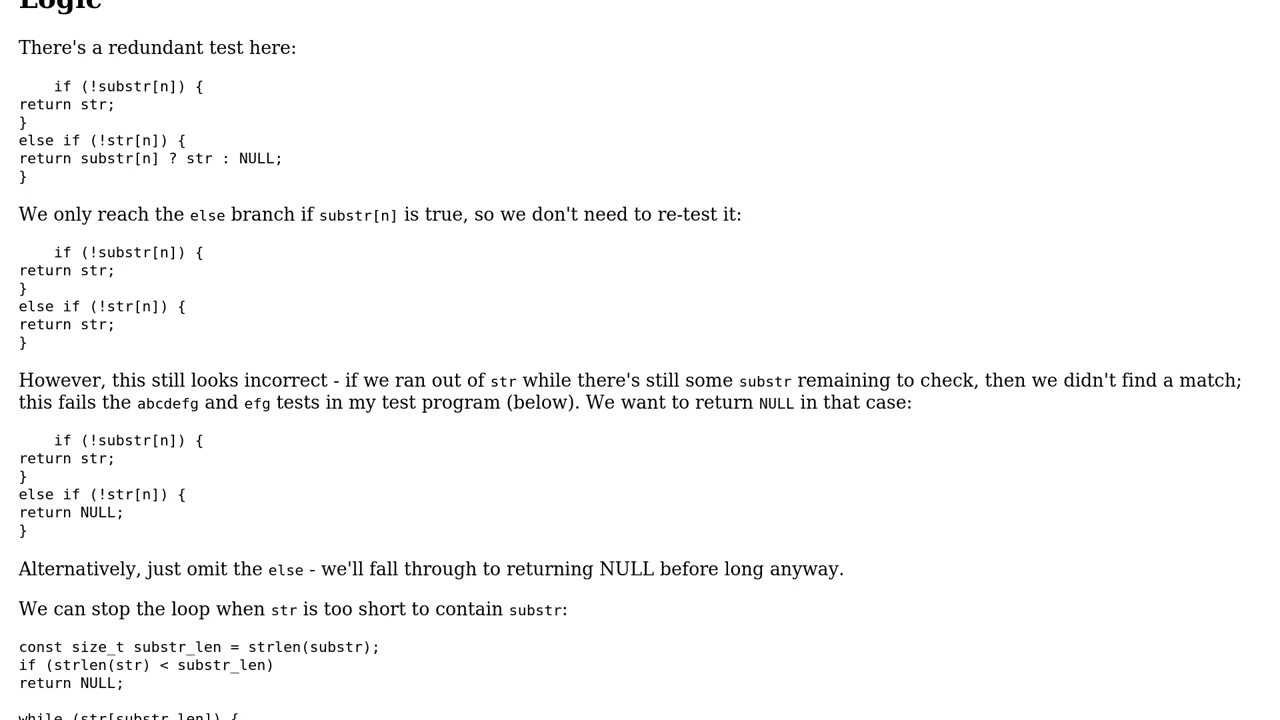 Logic
There's a redundant test here:
    if (!substr[n]) {
return str;
}
else if (!str[n]) {
return substr[n] ? str : NULL;
}
We only reach the else branch if substr[n] is true, so we don't need to re-test it:
    if (!substr[n]) {
return str;
}
else if (!str[n]) {
return str;
}
However, this still looks incorrect - if we ran out of str while there's still some substr remaining to check, then we didn't find a match;
this fails the abcdefg and efg tests in my test program (below). We want to return NULL in that case:
    if (!substr[n]) {
return str;
}
else if (!str[n]) {
return NULL;
}
Alternatively, just omit the else - we'll fall through to returning NULL before long anyway.
We can stop the loop when str is too short to contain substr:
const size_t substr_len = strlen(substr);
if (strlen(str) < substr_len)
return NULL;
while (str[substr_len]) {